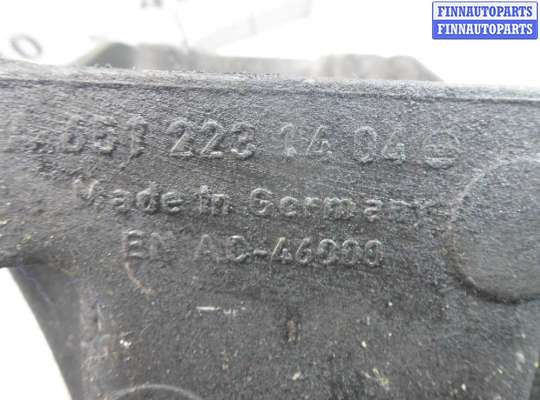 FINNAUTOPARTS
FINNAUTOPARTS
651 223 14 04
Made in Germany
EN AC-46000